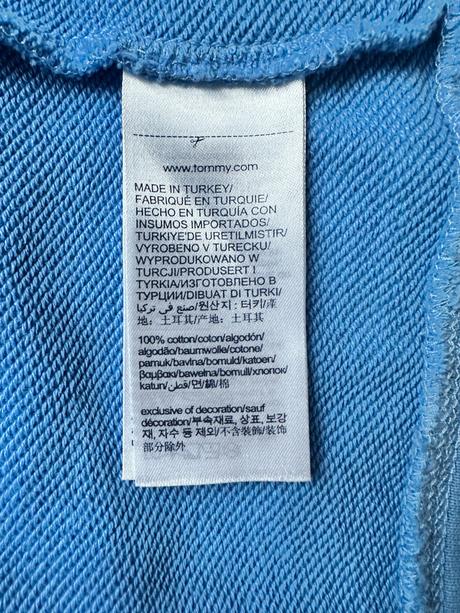 www.tommy.com
MADE IN TURKEY/
FABRIQUÉ EN TURQUIE/
HECHO EN TURQUÍA CON
INSUMOS IMPORTADOS/
TURKIYE'DE URETILMISTIR/
VYROBENO V TURECKU/
WYPRODUKOWANO W
TURCJI/PRODUSERT I
TYRKIA/ИЗГОТОВЛЕНО В
ТУРЦИИ/DIBUAT DI TURKI/
صنع في تركيا/원산지 : 터키/產
地：土耳其/产地：土耳其
100% cotton/coton/algodón/
algodão/baumwolle/cotone/
pamuk/bavlna/bomuld/katoen/
βαμβακι/bawełna/bomull/хлопок/
katun/قطن/면/綿/棉
exclusive of decoration/sauf
décoration/부속재료, 상표, 보강
재, 자수 등 제외/不含裝飾/装饰
部分除外